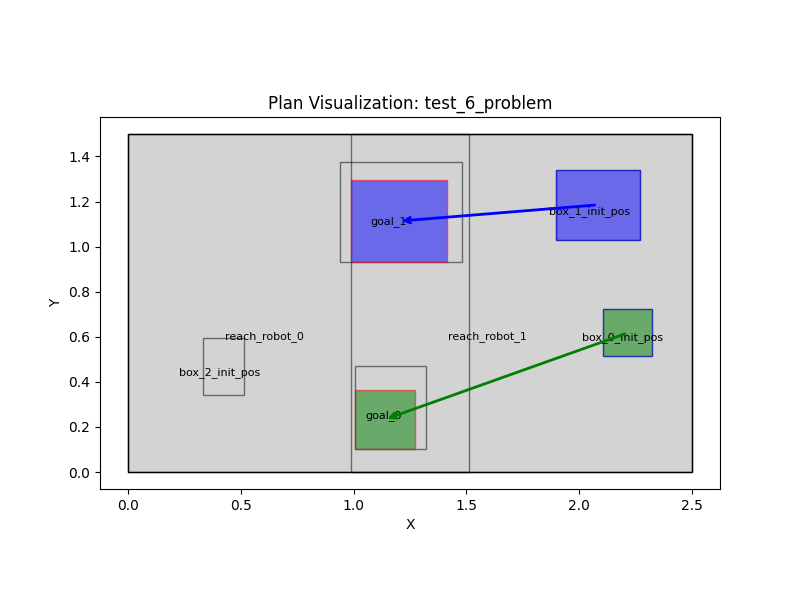 Plan Visualization: test_6_problem
1.4
1.2
1.0
0.8
0.6
0.4
0.2
0.0
Y
goal_1
box_1_init_pos
reach_robot_0
reach_robot_1
box_0_init_pos
box_2_init_pos
goal_0
0.0
0.5
1.0
1.5
2.0
2.5
X